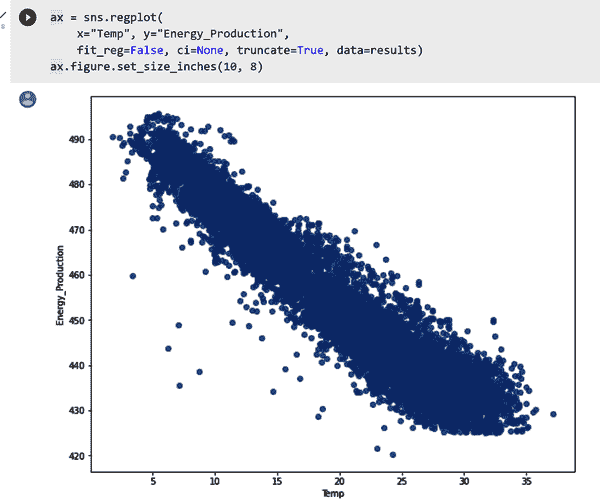 ax = sns.regplot(
x="Temp", y="Energy_Production",
fit_reg=False, ci=None, truncate=True, data=results)
ax.figure.set_size_inches(10, 8)
490
480
470
460
450
440
430
420
Energy_Production
5
10
15
20
25
30
35
Temp